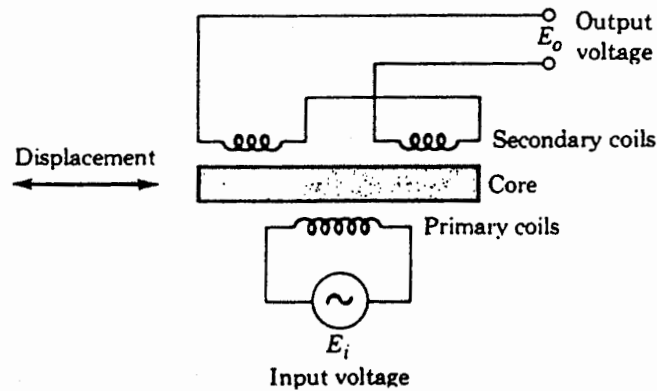 Output
E_o voltage
Secondary coils
Displacement
Core
Primary coils
E_i
Input voltage